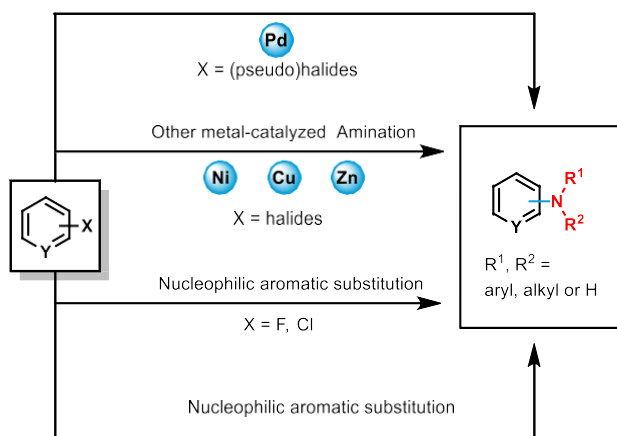 Pd
X = (pseudo)halides
Other metal-catalyzed Amination
Ni Cu Zn
X = halides
X
Y
Nucleophilic aromatic substitution
X = F, Cl
Nucleophilic aromatic substitution
R1
N
R2
Y
R1, R2 =
aryl, alkyl or H